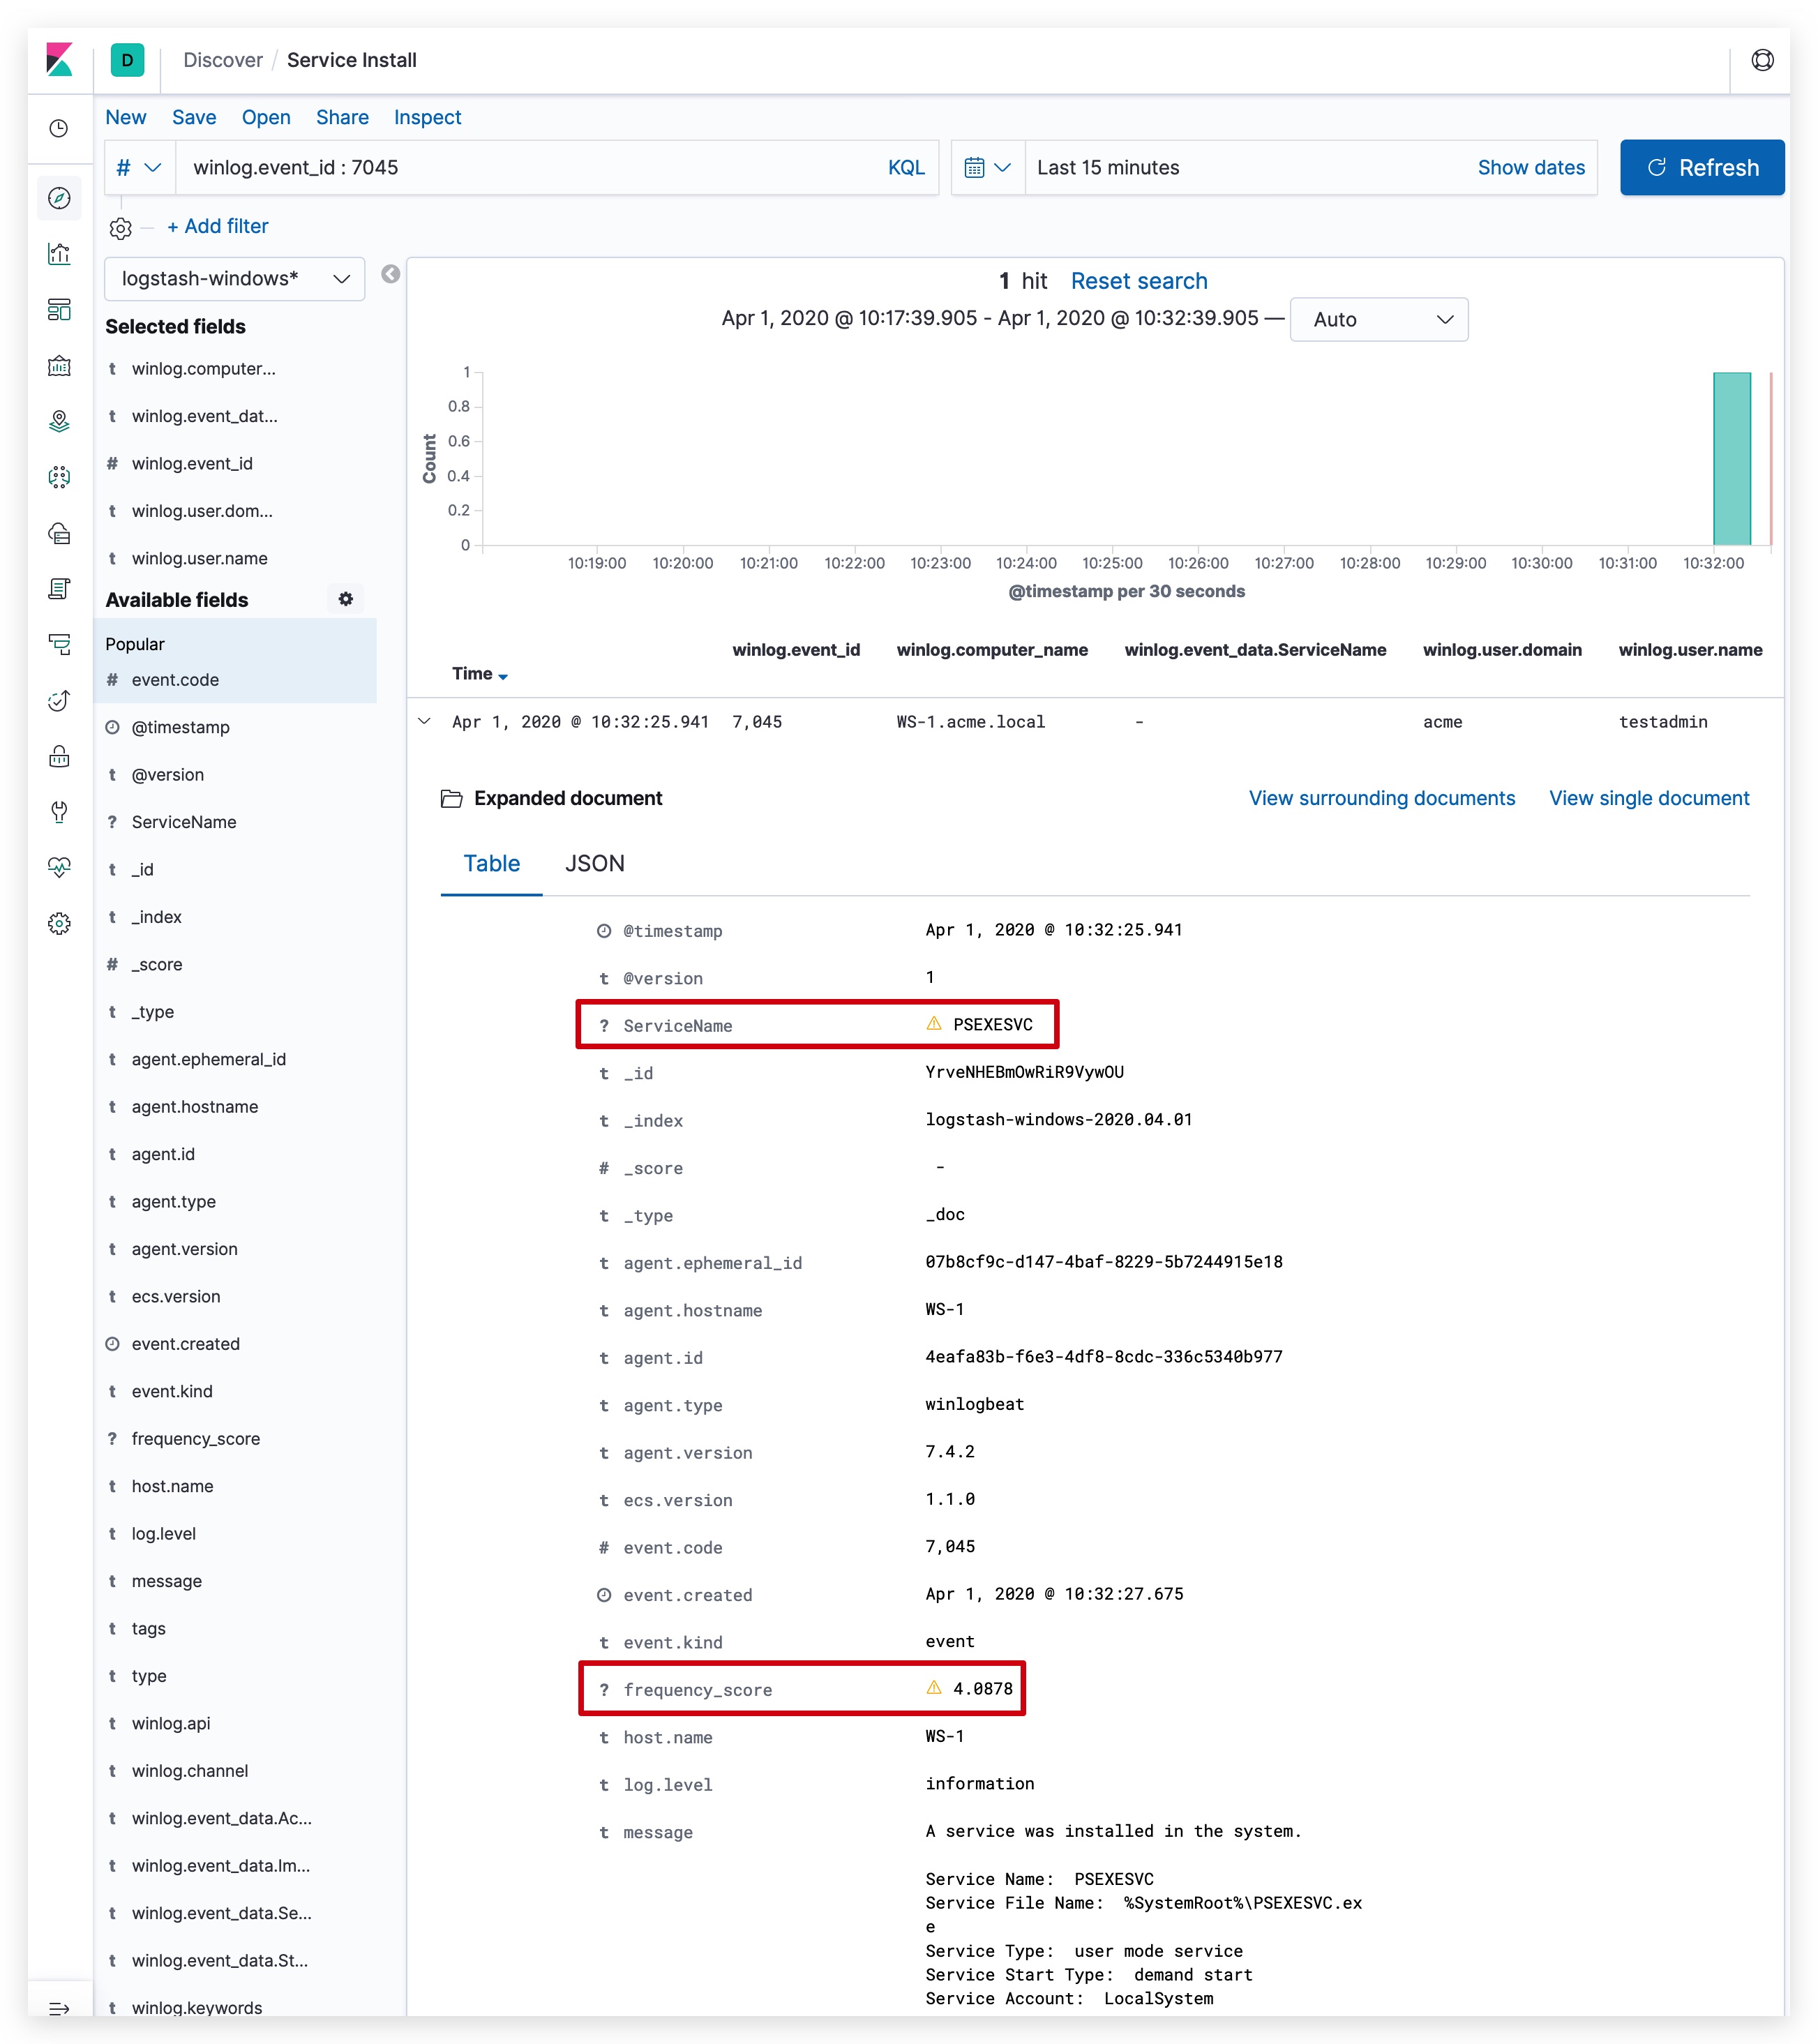 D Discover / Service Install
New Save Open Share Inspect
# winlog.event_id : 7045 KQL Last 15 minutes Show dates Refresh
+ Add filter
logstash-windows*
Selected fields
t winlog.computer...
t winlog.event_dat...
# winlog.event_id
t winlog.user.dom...
t winlog.user.name
Available fields
Popular
# event.code
@timestamp
t @version
? ServiceName
t _id
t _index
# _score
t _type
t agent.ephemeral_id
t agent.hostname
t agent.id
t agent.type
t agent.version
t ecs.version
event.created
t event.kind
? frequency_score
t host.name
t log.level
t message
t tags
t type
t winlog.api
t winlog.channel
t winlog.event_data.Ac...
t winlog.event_data.Im...
t winlog.event_data.Se...
t winlog.event_data.St...
t winlog.keywords
1 hit Reset search
Apr 1, 2020 @ 10:17:39.905 - Apr 1, 2020 @ 10:32:39.905 — Auto
Count
1
0.8
0.6
0.4
0.2
0
10:19:00 10:20:00 10:21:00 10:22:00 10:23:00 10:24:00 10:25:00 10:26:00 10:27:00 10:28:00 10:29:00 10:30:00 10:31:00 10:32:00
@timestamp per 30 seconds
Time winlog.event_id winlog.computer_name winlog.event_data.ServiceName winlog.user.domain winlog.user.name
Apr 1, 2020 @ 10:32:25.941 7,045 WS-1.acme.local - acme testadmin
Expanded document View surrounding documents View single document
Table JSON
@timestamp Apr 1, 2020 @ 10:32:25.941
t @version 1
? ServiceName PSEXESVC
t _id YrveNHEBmOwRiR9VywOU
t _index logstash-windows-2020.04.01
# _score -
t _type _doc
t agent.ephemeral_id 07b8cf9c-d147-4baf-8229-5b7244915e18
t agent.hostname WS-1
t agent.id 4eafa83b-f6e3-4df8-8cdc-336c5340b977
t agent.type winlogbeat
t agent.version 7.4.2
t ecs.version 1.1.0
# event.code 7,045
event.created Apr 1, 2020 @ 10:32:27.675
t event.kind event
? frequency_score 4.0878
t host.name WS-1
t log.level information
t message A service was installed in the system.
Service Name: PSEXESVC
Service File Name: %SystemRoot%\PSEXESVC.ex
e
Service Type: user mode service
Service Start Type: demand start
Service Account: LocalSystem